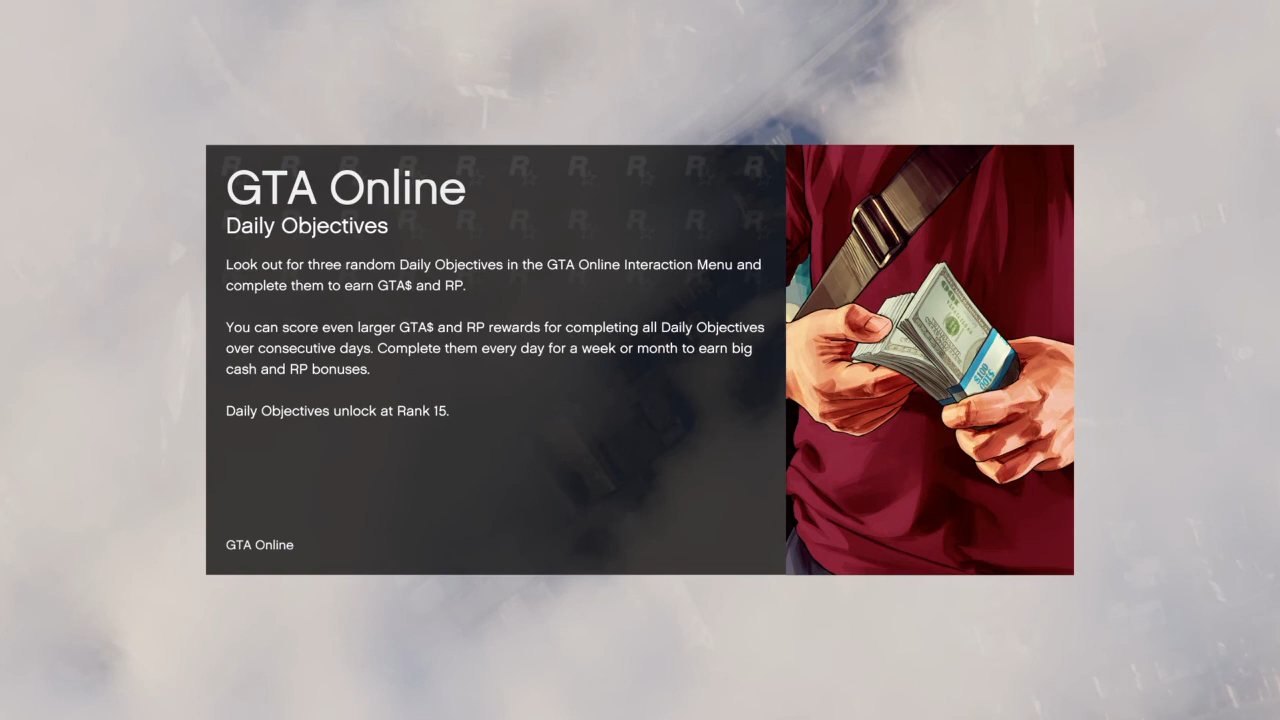 GTA Online
Daily Objectives
Look out for three random Daily Objectives in the GTA Online Interaction Menu and
complete them to earn GTA$ and RP.
You can score even larger GTA$ and RP rewards for completing all Daily Objectives
over consecutive days. Complete them every day for a week or month to earn big
cash and RP bonuses.
Daily Objectives unlock at Rank 15.
GTA Online